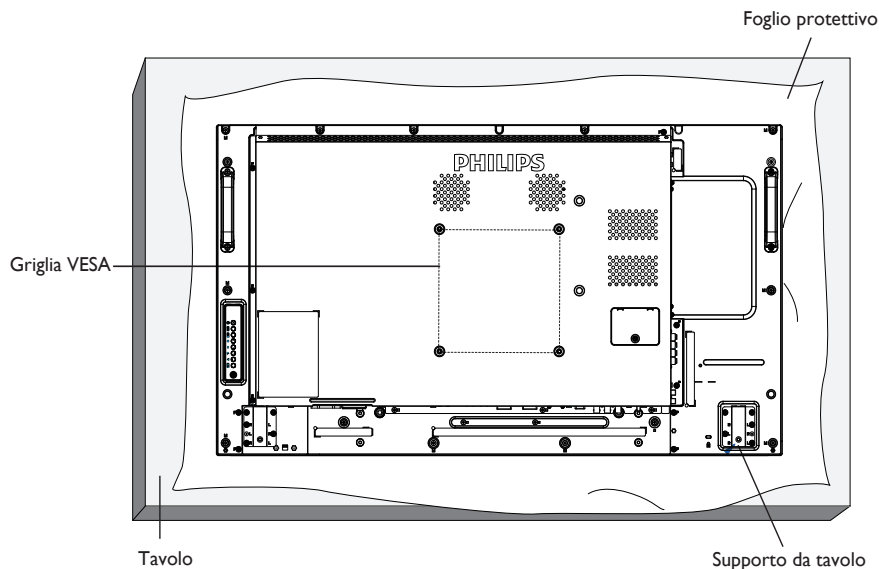 Foglio protettivo
PHILIPS
Griglia VESA
Tavolo
Supporto da tavolo